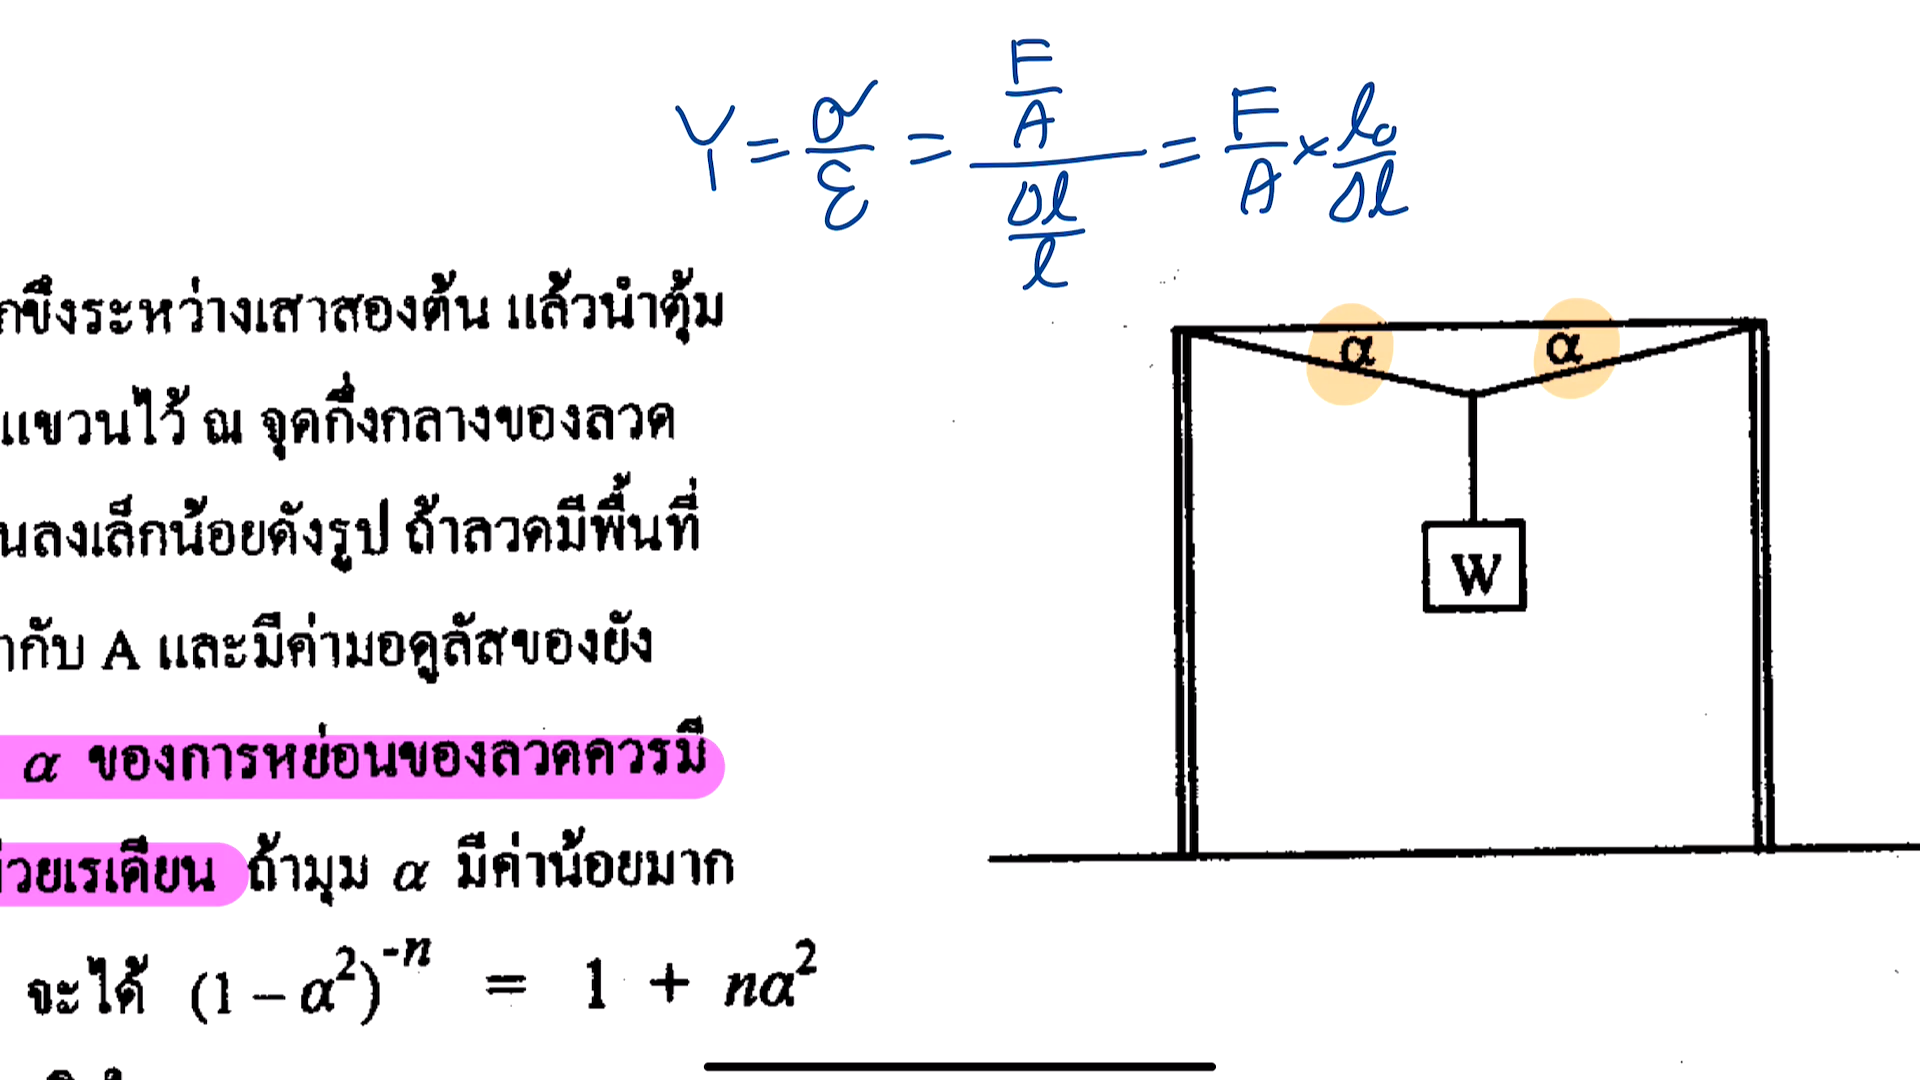 Y = σ/ε = (F/A)/(Δl/l) = F/A × l₀/Δl
ขึงระหว่างเสาสองต้น แล้วนำตุ้ม
แขวนไว้ ณ จุดกึ่งกลางของลวด
ลงเล็กน้อยดังรูป ถ้าลวดมีพื้นที่
กับ A และมีค่ามอดูลัสของยัง
α ของการหย่อนของลวดควรมี
วยเรเดียน ถ้ามุม α มีค่าน้อยมาก
จะได้ (1 – α²)⁻ⁿ = 1 + nα²
α α
W